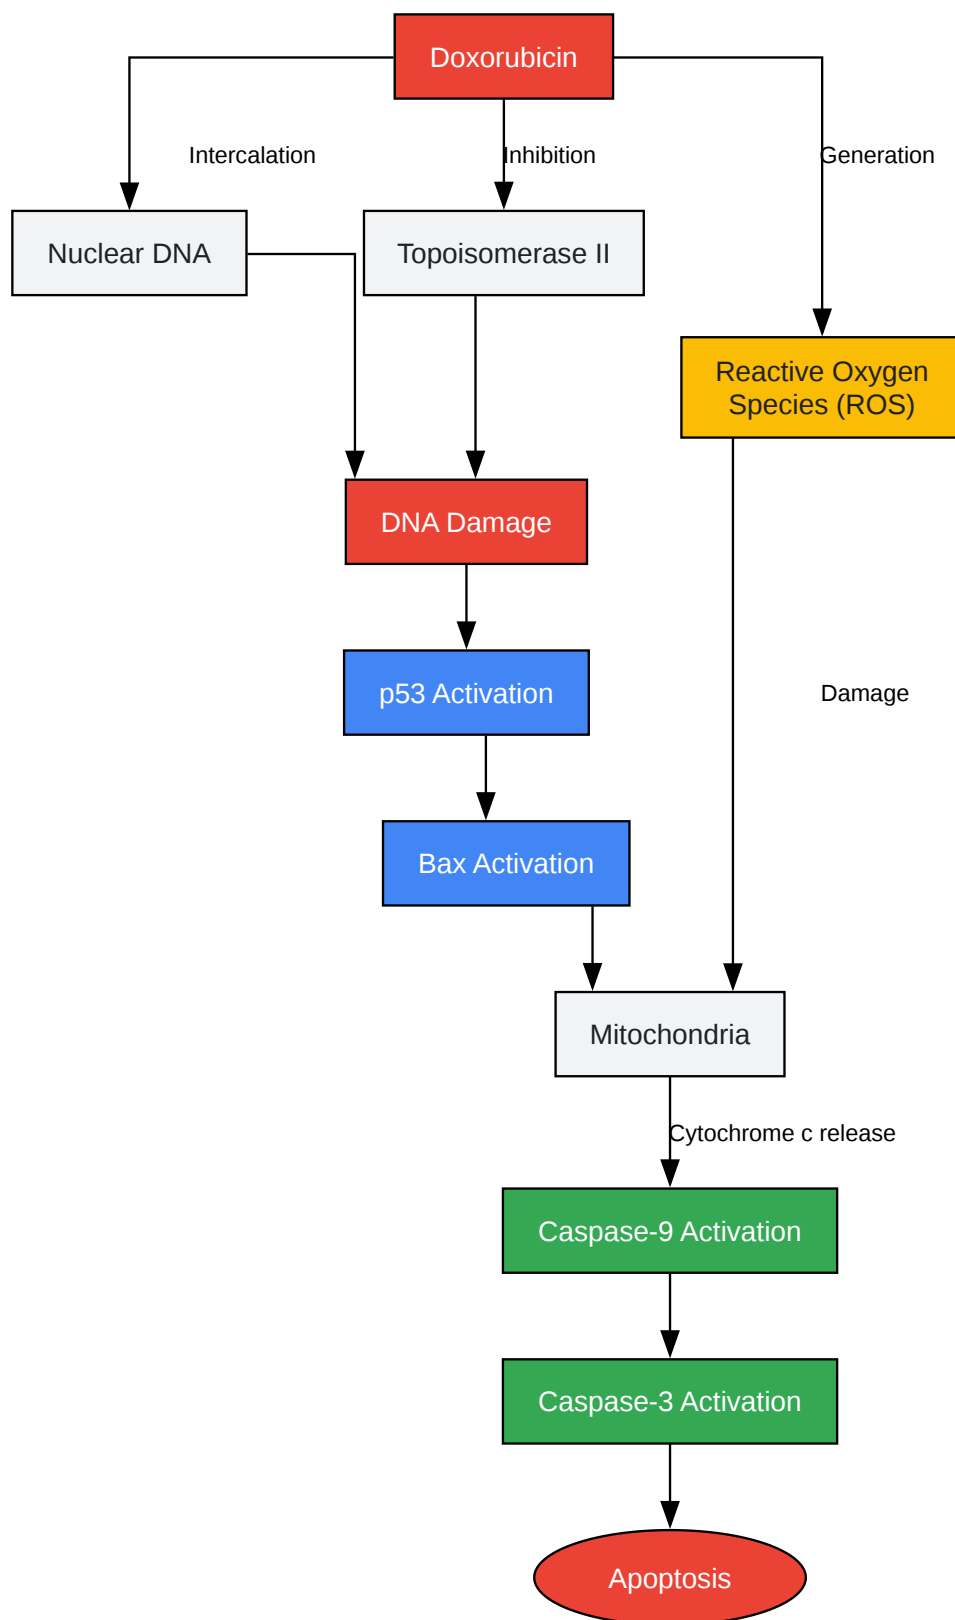 Doxorubicin
Intercalation
Inhibition
Generation
Nuclear DNA
Topoisomerase II
Reactive Oxygen
Species (ROS)
DNA Damage
p53 Activation
Damage
Bax Activation
Mitochondria
Cytochrome c release
Caspase-9 Activation
Caspase-3 Activation
Apoptosis